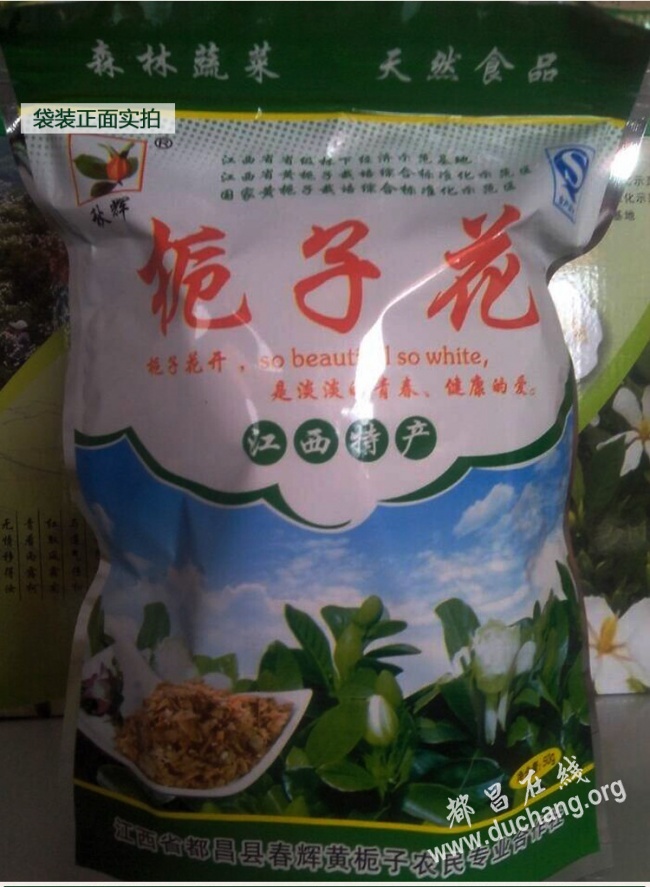 森林蔬菜 天然食品
袋装正面实拍
®
林辉
江西省省级林下经济示范基地
江西省黄栀子栽培综合标准化示范区
国家黄栀子栽培综合标准化示范区
栀子花
栀子花开，so beautiful so white,
是淡淡的青春、健康的爱。
江西特产
50g
江西省都昌县春辉黄栀子农民专业合作社
都昌在线
www.duchang.org